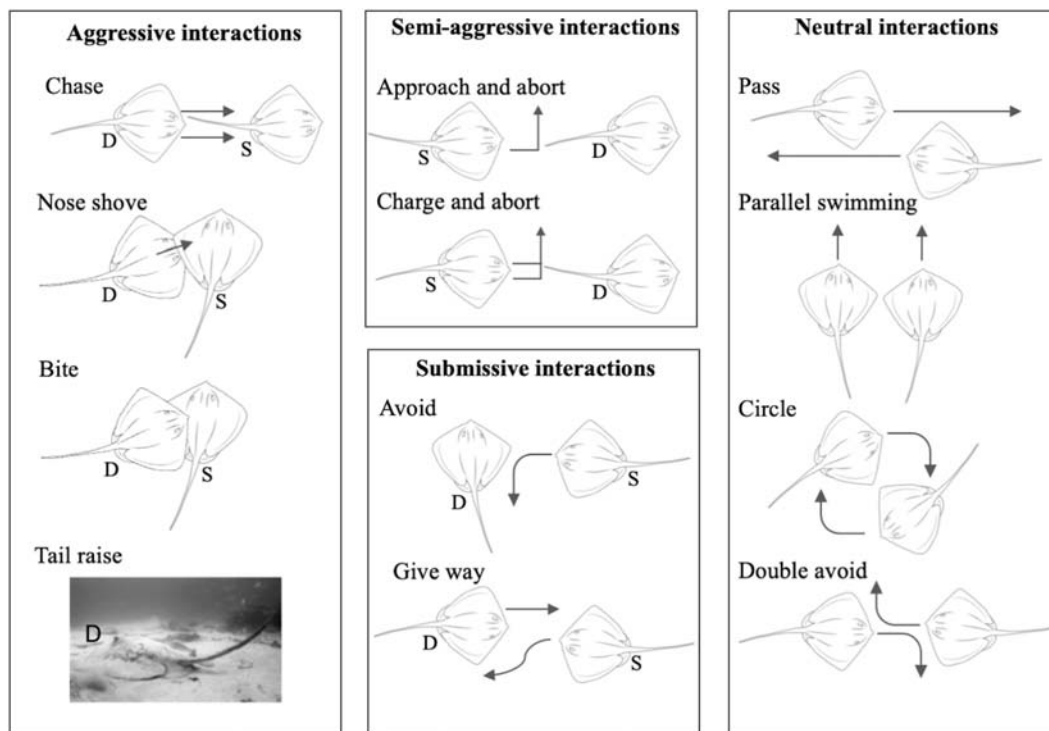 Aggressive interactions
Chase
D
S
Nose shove
D
S
Bite
D
S
Tail raise
D
Semi-aggressive interactions
Approach and abort
S
D
Charge and abort
S
D
Submissive interactions
Avoid
D
S
Give way
D
S
Neutral interactions
Pass
Parallel swimming
Circle
Double avoid